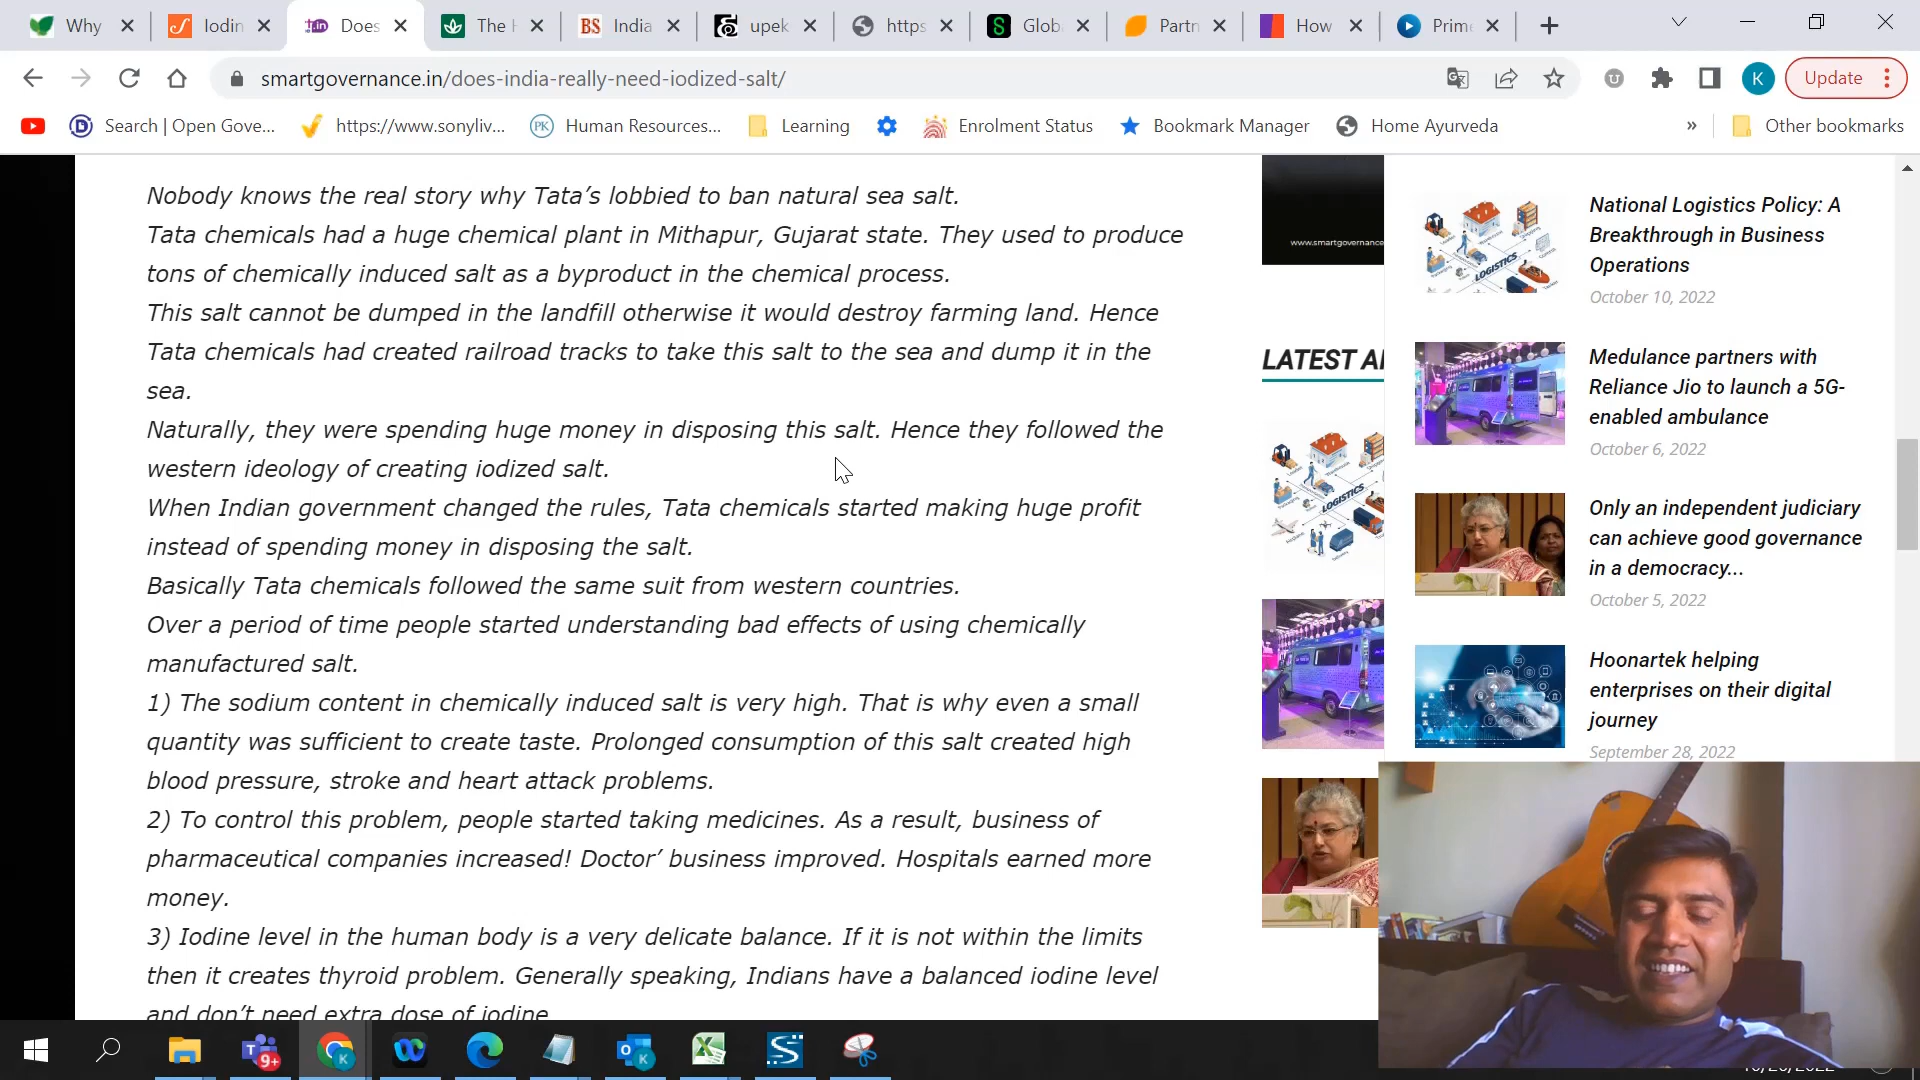 Why
Iodin
Does
The H
India
upek
https
Glob
Partn
How
Prim
smartgovernance.in/does-india-really-need-iodized-salt/
K
Update
Search | Open Gove...
https://www.sonyliv...
Human Resources...
Learning
Enrolment Status
Bookmark Manager
Home Ayurveda
»
Other bookmarks
Nobody knows the real story why Tata’s lobbied to ban natural sea salt.
Tata chemicals had a huge chemical plant in Mithapur, Gujarat state. They used to produce
tons of chemically induced salt as a byproduct in the chemical process.
This salt cannot be dumped in the landfill otherwise it would destroy farming land. Hence
Tata chemicals had created railroad tracks to take this salt to the sea and dump it in the
sea.
Naturally, they were spending huge money in disposing this salt. Hence they followed the
western ideology of creating iodized salt.
When Indian government changed the rules, Tata chemicals started making huge profit
instead of spending money in disposing the salt.
Basically Tata chemicals followed the same suit from western countries.
Over a period of time people started understanding bad effects of using chemically
manufactured salt.
1) The sodium content in chemically induced salt is very high. That is why even a small
quantity was sufficient to create taste. Prolonged consumption of this salt created high
blood pressure, stroke and heart attack problems.
2) To control this problem, people started taking medicines. As a result, business of
pharmaceutical companies increased! Doctor’ business improved. Hospitals earned more
money.
3) Iodine level in the human body is a very delicate balance. If it is not within the limits
then it creates thyroid problem. Generally speaking, Indians have a balanced iodine level
and don’t need extra dose of iodine
www.smartgovernance
LATEST A
LOGISTICS
National Logistics Policy: A
Breakthrough in Business
Operations
October 10, 2022
LOGISTICS
Medulance partners with
Reliance Jio to launch a 5G-
enabled ambulance
October 6, 2022
Only an independent judiciary
can achieve good governance
in a democracy...
October 5, 2022
Hoonartek helping
enterprises on their digital
journey
September 28, 2022
9+